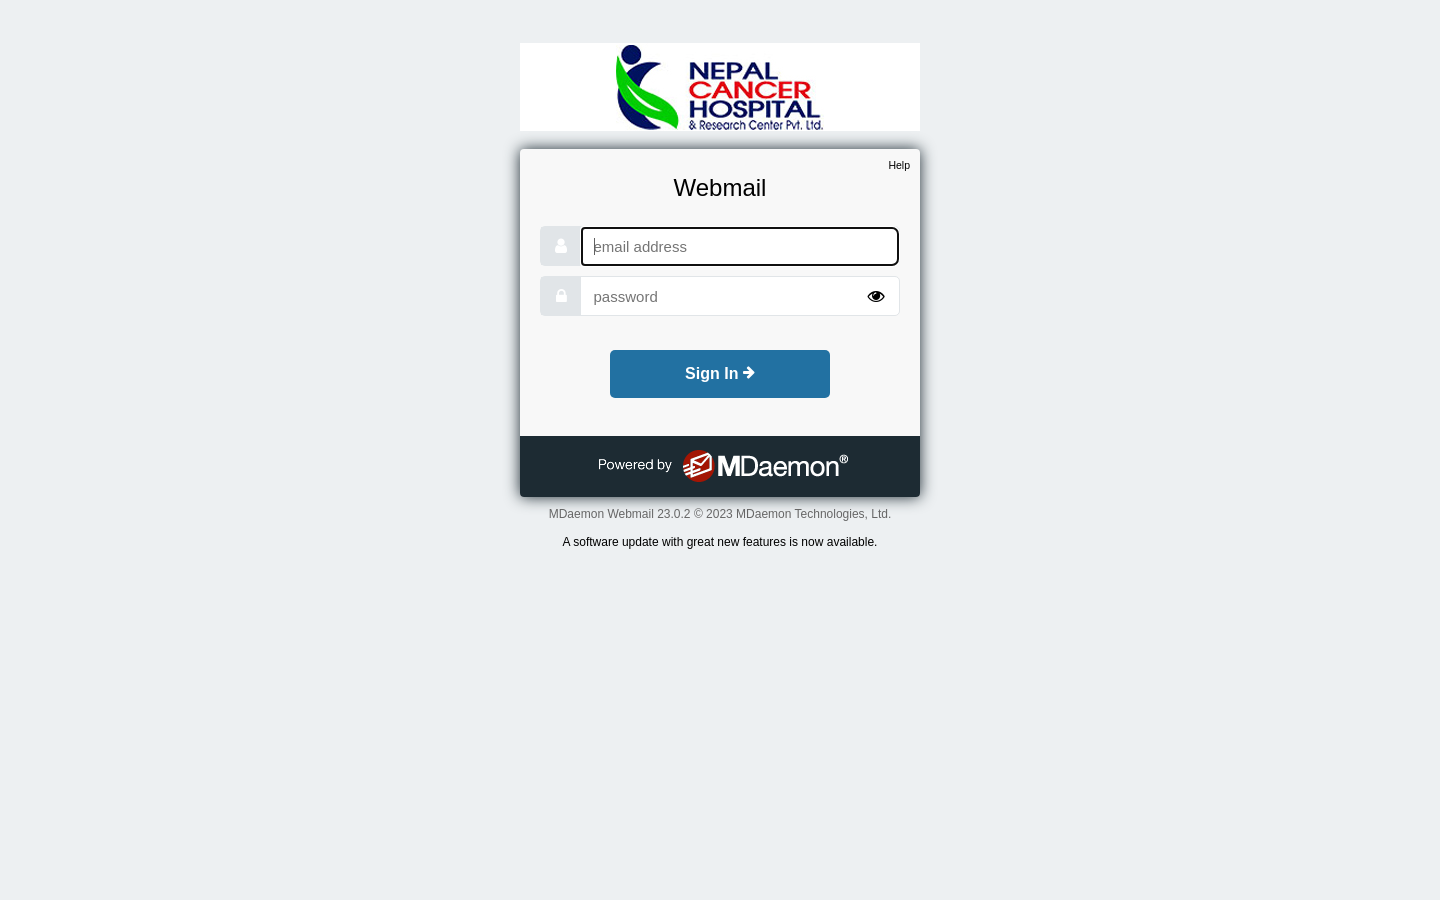 NEPAL
CANCER
HOSPITAL
& Research Center Pvt. Ltd.
Help
Webmail
email address
password
Sign In
Powered by MDaemon®
MDaemon Webmail 23.0.2 © 2023 MDaemon Technologies, Ltd.
A software update with great new features is now available.